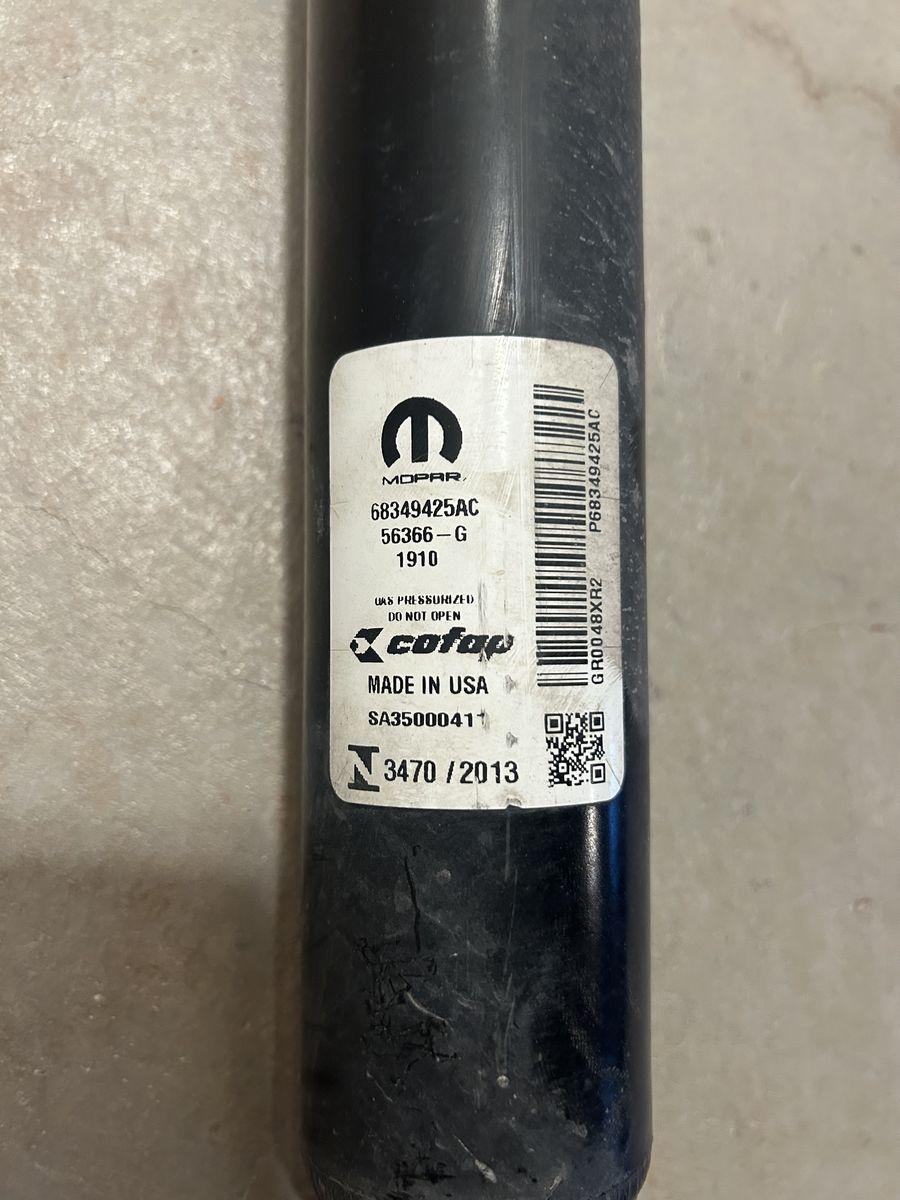 MOPAR
68349425AC
56366-G
1910
GAS PRESSURIZED
DO NOT OPEN
cofap
MADE IN USA
SA3500041
N 3470 / 2013
P68349425AC
GR0048XR2